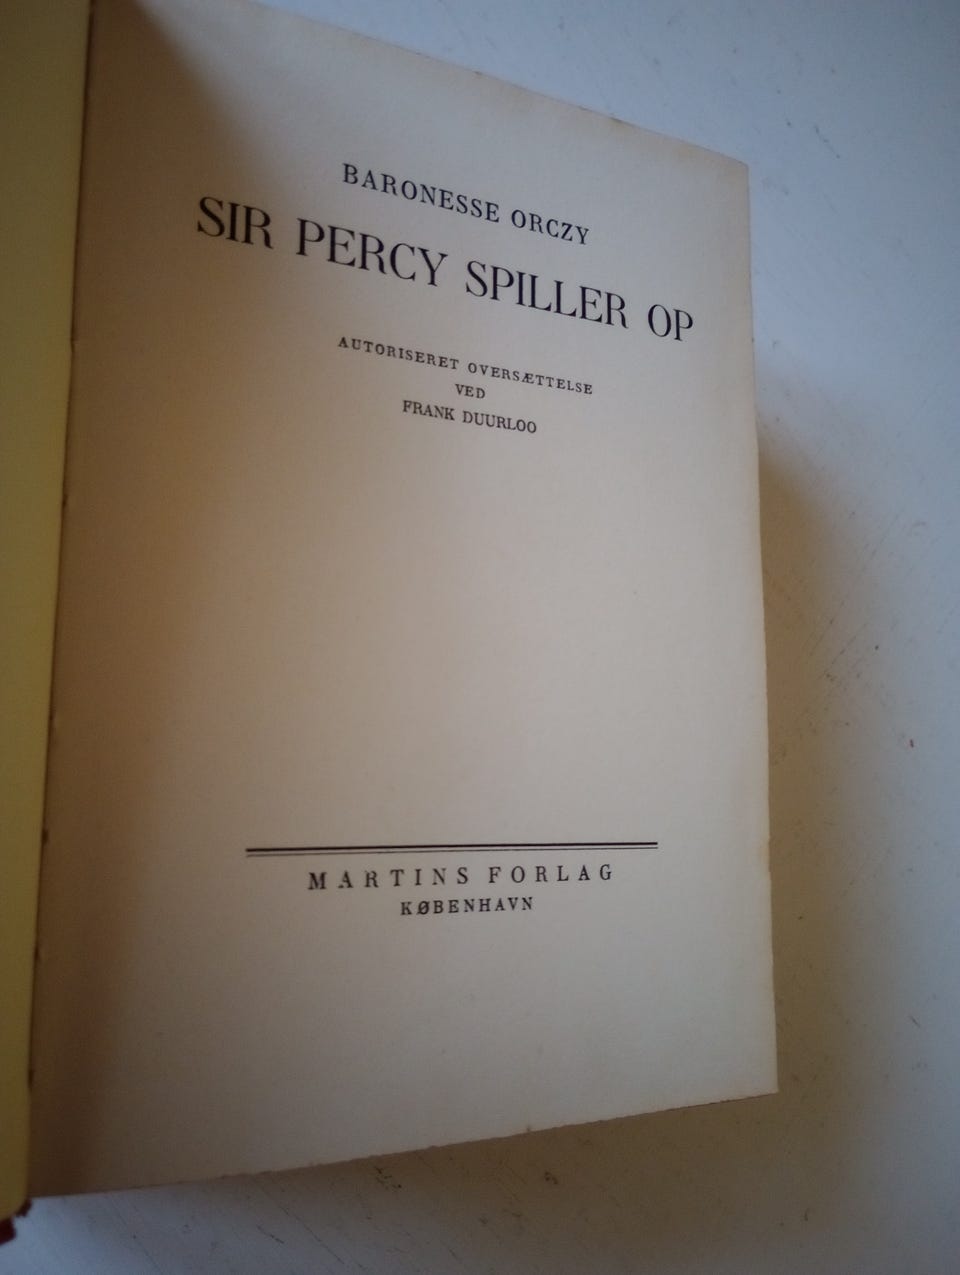 BARONESSE ORCZY
SIR PERCY SPILLER OP
AUTORISERET OVERSÆTTELSE
VED
FRANK DUURLOO
MARTINS FORLAG
KØBENHAVN